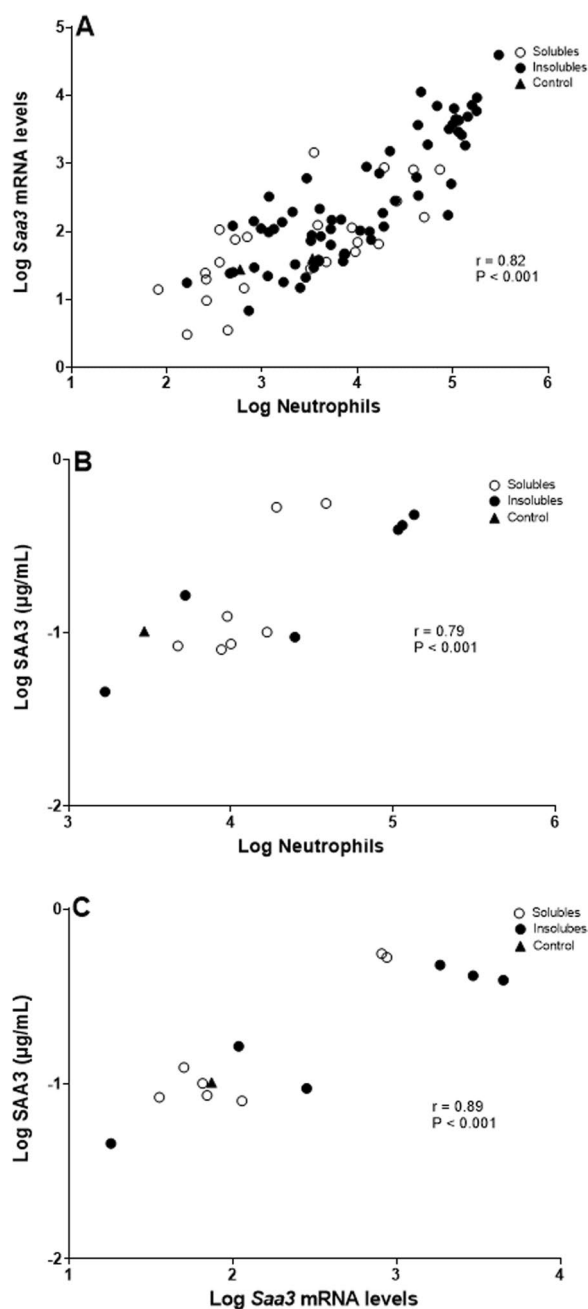 A
5
4
3
2
1
0
Log Saa3 mRNA levels
Solubles
Insolubles
Control
r = 0.82
P < 0.001
1 2 3 4 5 6
Log Neutrophils
B
0
-1
-2
Log SAA3 (µg/mL)
Solubles
Insolubles
Control
r = 0.79
P < 0.001
3 4 5 6
Log Neutrophils
C
0
-1
-2
Log SAA3 (µg/mL)
Solubles
Insolubes
Control
r = 0.89
P < 0.001
1 2 3 4
Log Saa3 mRNA levels